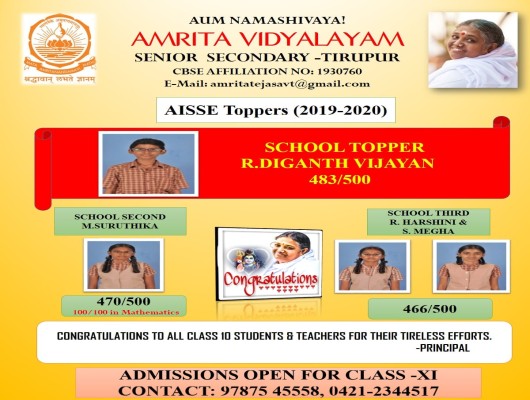 AUM NAMASHIVAYA!
AMRITA VIDYALAYAM
SENIOR SECONDARY -TIRUPUR
CBSE AFFILIATION NO: 1930760
E-Mail: amritatejasavt@gmail.com
श्रद्धावान् लभते ज्ञानम्
AISSE Toppers (2019-2020)
SCHOOL TOPPER
R.DIGANTH VIJAYAN
483/500
SCHOOL SECOND
M.SURUTHIKA
470/500
100/100 in Mathematics
Congratulations
SCHOOL THIRD
R. HARSHINI &
S. MEGHA
466/500
CONGRATULATIONS TO ALL CLASS 10 STUDENTS & TEACHERS FOR THEIR TIRELESS EFFORTS.
-PRINCIPAL
ADMISSIONS OPEN FOR CLASS -XI
CONTACT: 97875 45558, 0421-2344517